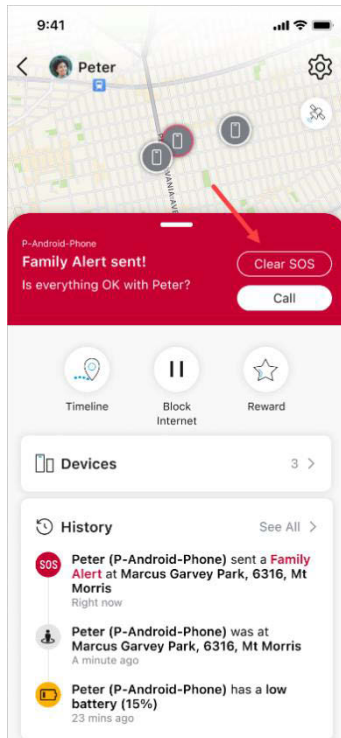 9:41
Peter
VANIA AVE
P-Android-Phone
Family Alert sent!
Clear SOS
Is everything OK with Peter?
Call
Timeline
Block
Internet
Reward
Devices
3
History
See All
SOS
Peter (P-Android-Phone) sent a Family
Alert at Marcus Garvey Park, 6316, Mt
Morris
Right now
Peter (P-Android-Phone) was at
Marcus Garvey Park, 6316, Mt Morris
A minute ago
Peter (P-Android-Phone) has a low
battery (15%)
23 mins ago